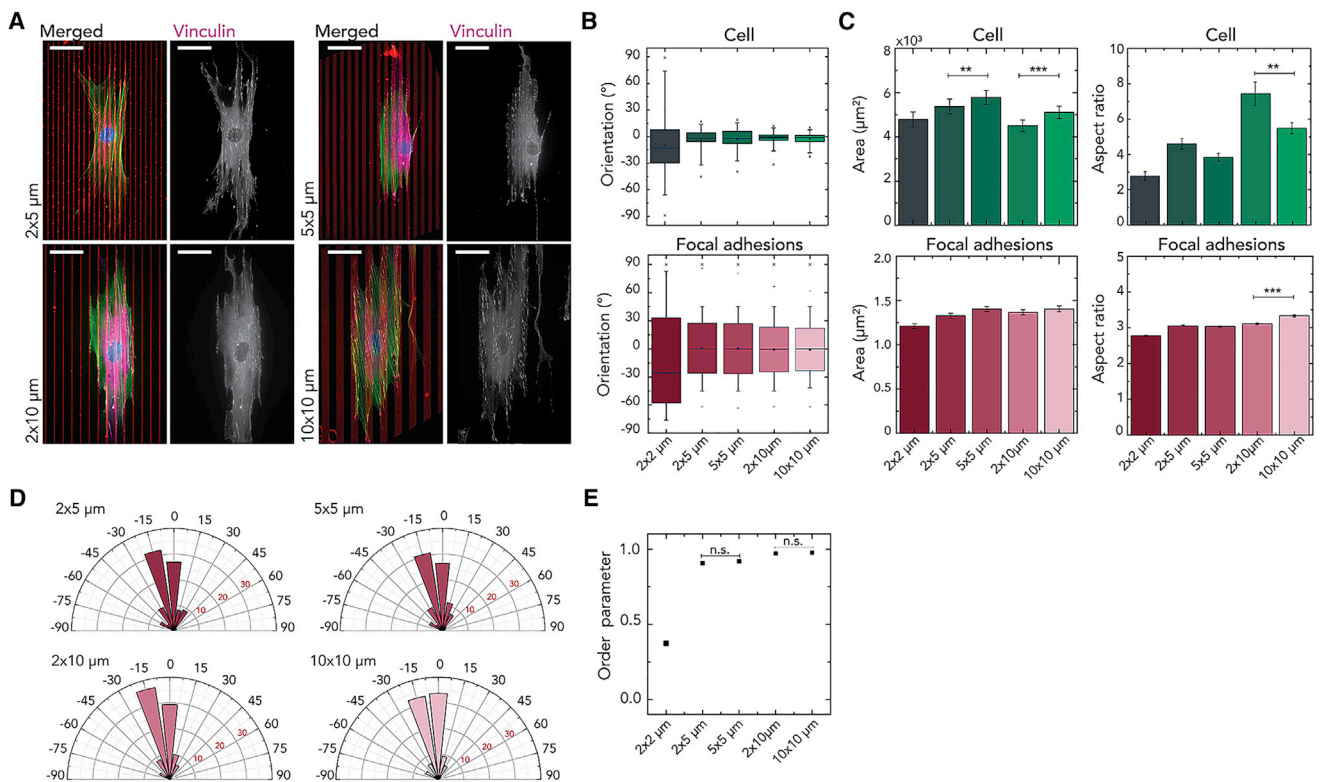 A
Merged
Vinculin
Merged
Vinculin
2x5 µm
5x5 µm
2x10 µm
10x10 µm
B
Cell
Orientation (°)
90
60
30
0
-30
-60
-90
Focal adhesions
Orientation (°)
90
60
30
0
-30
-60
-90
2x2 µm
2x5 µm
5x5 µm
2x10µm
10x10 µm
C
Cell
x10³
Area (µm²)
8
6
4
2
0
**
***
Cell
Aspect ratio
10
8
6
4
2
0
**
Focal adhesions
Area (µm²)
2.0
1.5
1.0
0.5
0
2x2 µm
2x5 µm
5x5 µm
2x10µm
10x10 µm
Focal adhesions
Aspect ratio
5
4
3
2
1
0
***
2x2 µm
2x5 µm
5x5 µm
2x10µm
10x10 µm
D
2x5 µm
-90
-75
-60
-45
-30
-15
0
15
30
45
60
75
90
10
20
30
5x5 µm
-90
-75
-60
-45
-30
-15
0
15
30
45
60
75
90
10
20
30
2x10 µm
-90
-75
-60
-45
-30
-15
0
15
30
45
60
75
90
10
20
30
10x10 µm
-90
-75
-60
-45
-30
-15
0
15
30
45
60
75
90
10
20
30
E
Order parameter
1.0
0.5
0.0
n.s.
n.s.
2x2 µm
2x5 µm
5x5 µm
2x10µm
10x10 µm